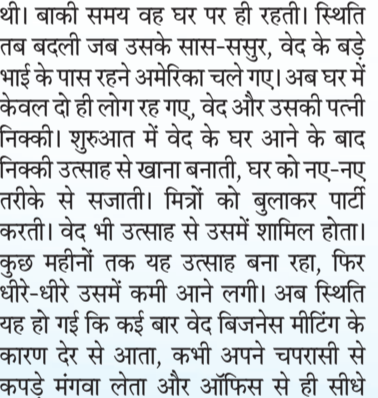 थी। बाकी समय वह घर पर ही रहती। स्थिति
तब बदली जब उसके सास-ससुर, वेद के बड़े
भाई के पास रहने अमेरिका चले गए। अब घर में
केवल दो ही लोग रह गए, वेद और उसकी पत्नी
निक्की। शुरुआत में वेद के घर आने के बाद
निक्की उत्साह से खाना बनाती, घर को नए-नए
तरीके से सजाती। मित्रों को बुलाकर पार्टी
करती। वेद भी उत्साह से उसमें शामिल होता।
कुछ महीनों तक यह उत्साह बना रहा, फिर
धीरे-धीरे उसमें कमी आने लगी। अब स्थिति
यह हो गई कि कई बार वेद बिजनेस मीटिंग के
कारण देर से आता, कभी अपने चपरासी से
कपड़े मंगवा लेता और ऑफिस से ही सीधे